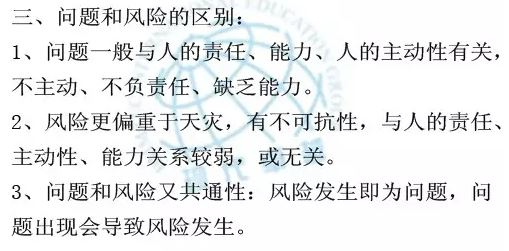 三、问题和风险的区别：
1、问题一般与人的责任、能力、人的主动性有关，
不主动、不负责任、缺乏能力。
2、风险更偏重于天灾，有不可抗性，与人的责任、
主动性、能力关系较弱，或无关。
3、问题和风险又共通性：风险发生即为问题，问
题出现会导致风险发生。